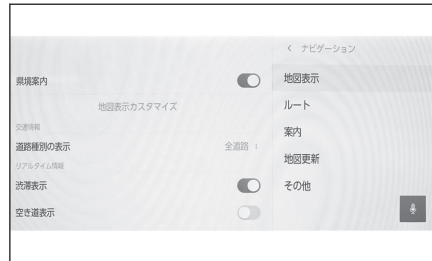 県境案内
地図表示カスタマイズ
交通情報
道路種別の表示
全道路
リアルタイム情報
渋滞表示
空き道表示
ナビゲーション
地図表示
ルート
案内
地図更新
その他